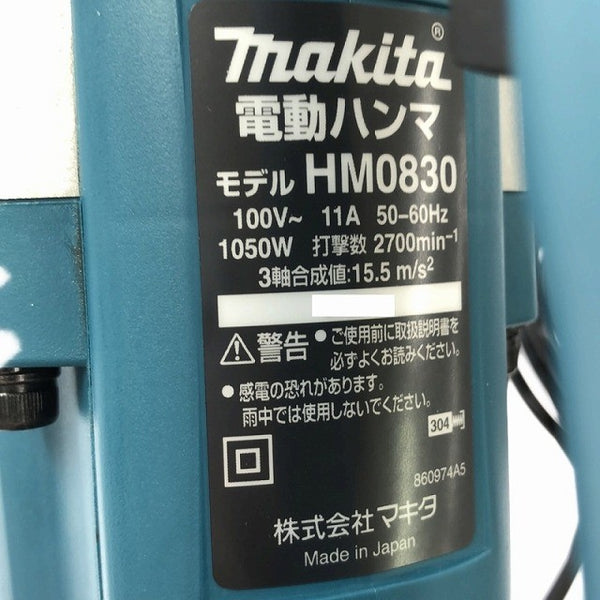 makita®
電動ハンマ
モデル HM0830
100V~ 11A 50-60Hz
1050W 打撃数 2700min⁻¹
3軸合成値:15.5 m/s²
警告 ●ご使用前に取扱説明書を
必ずよくお読みください。
●感電の恐れがあります。
雨中では使用しないでください。
304
860974A5
株式会社マキタ
Made in Japan